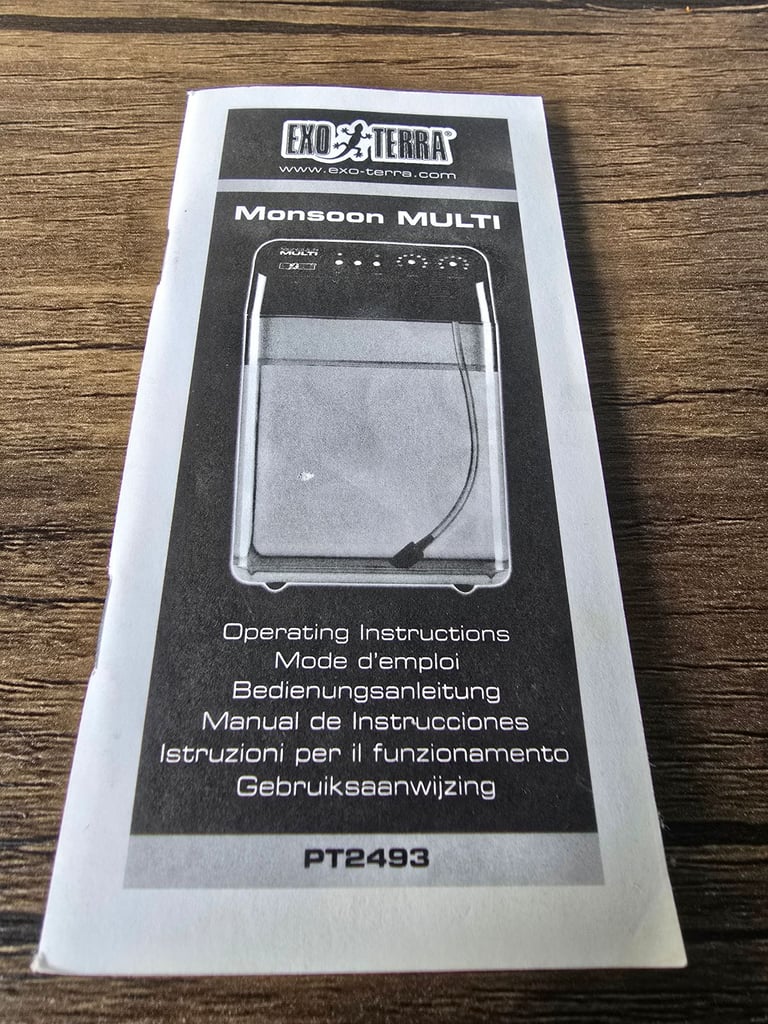 EXO TERRA®
www.exo-terra.com
Monsoon MULTI
MULTI
Operating Instructions
Mode d'emploi
Bedienungsanleitung
Manual de Instrucciones
Istruzioni per il funzionamento
Gebruiksaanwijzing
PT2493